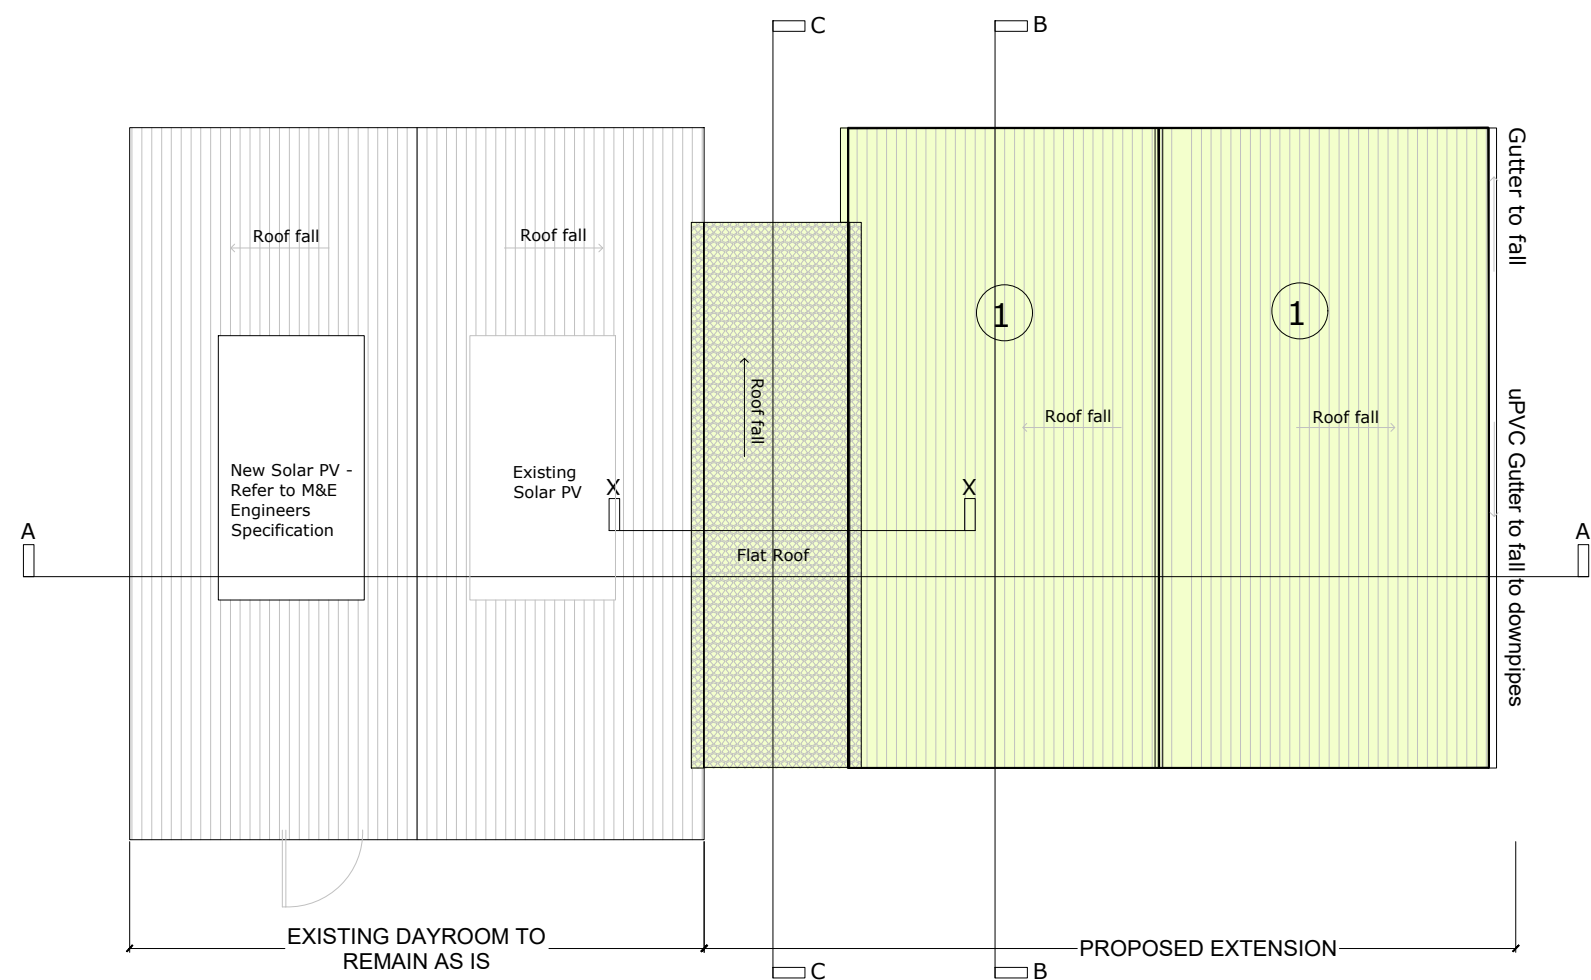 C
B
Gutter to fall
Roof fall
Roof fall
1
1
Roof fall
Roof fall
Roof fall
uPVC Gutter to fall to downpipes
New Solar PV -
Refer to M&E
Engineers
Specification
Existing
Solar PV
X
X
A
A
Flat Roof
EXISTING DAYROOM TO
REMAIN AS IS
PROPOSED EXTENSION
C
B